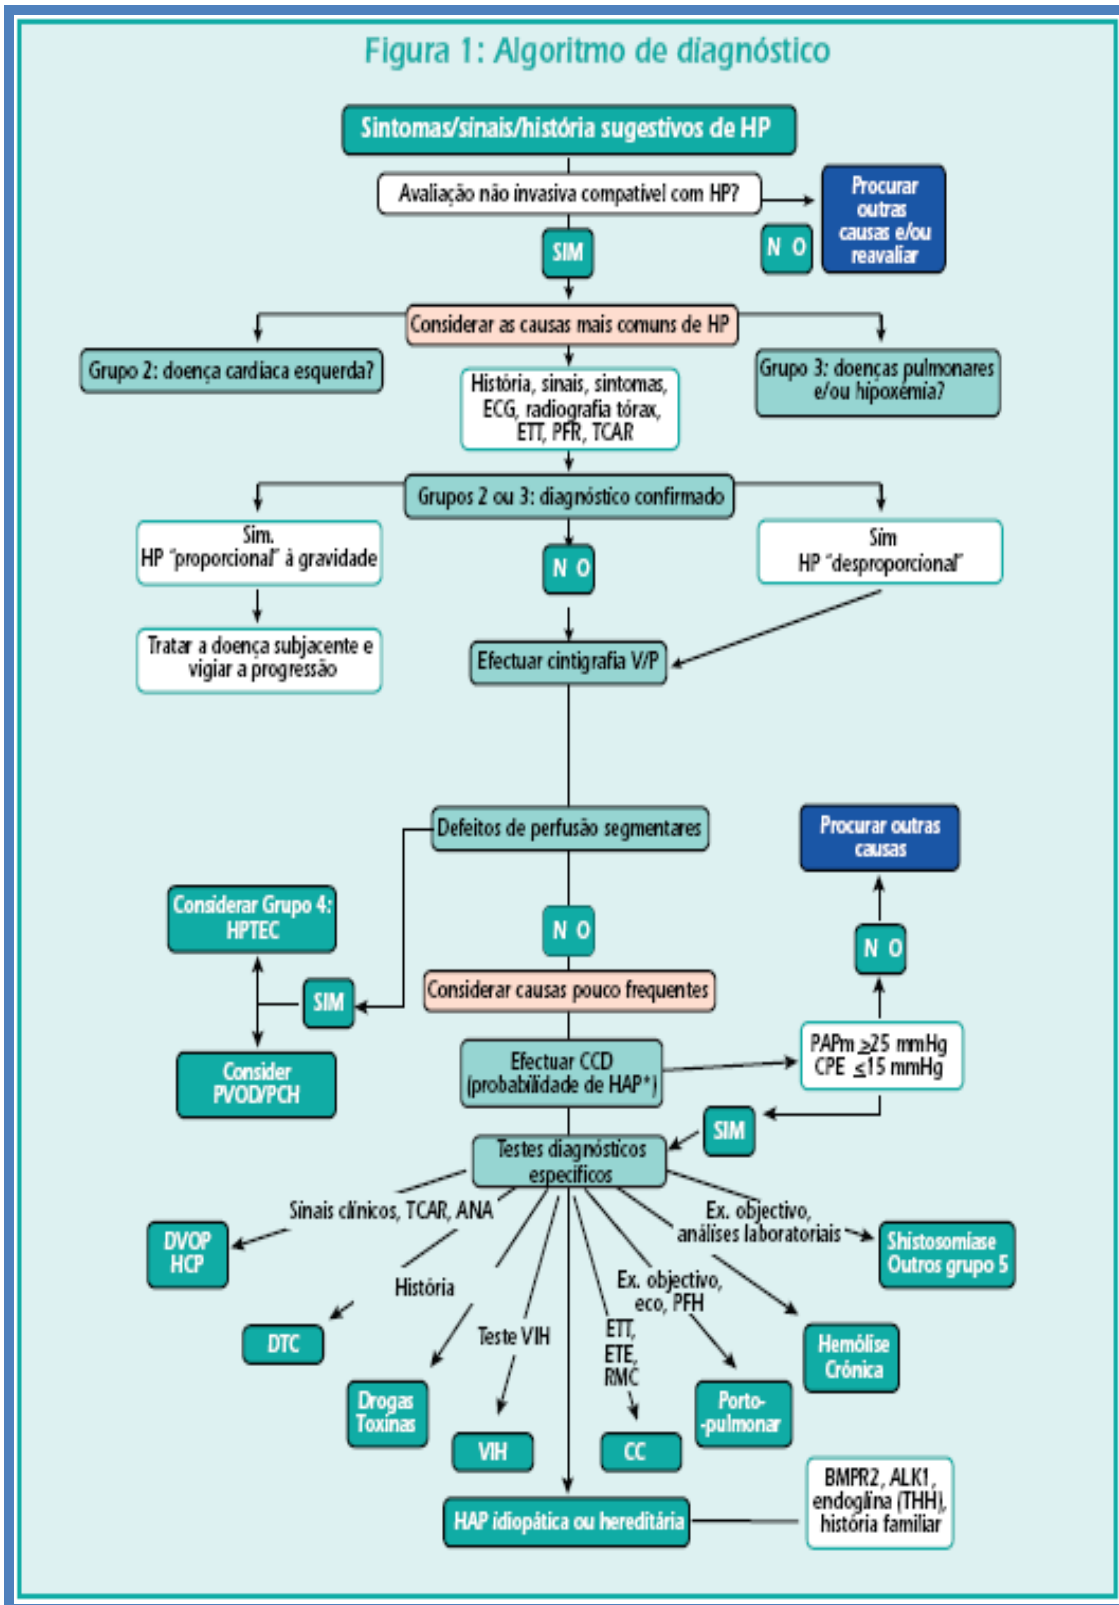 Figura 1: Algoritmo de diagnóstico
Sintomas/sinais/história sugestivos de HP
Avaliação não invasiva compatível com HP?
Procurar
outras
causas e/ou
reavaliar
SIM
N O
Considerar as causas mais comuns de HP
Grupo 2: doença cardíaca esquerda?
História, sinais, sintomas,
ECG, radiografia tórax,
ETT, PFR, TCAR
Grupo 3: doenças pulmonares
e/ou hipoxémia?
Grupos 2 ou 3: diagnóstico confirmado
Sim.
HP “proporcional” à gravidade
N O
Sim
HP “desproporcional”
Tratar a doença subjacente e
vigiar a progressão
Efectuar cintigrafia V/P
Defeitos de perfusão segmentares
Procurar outras
causas
Considerar Grupo 4:
HPTEC
N O
N O
SIM
Considerar causas pouco frequentes
Consider
PVOD/PCH
Efectuar CCD
(probabilidade de HAP*)
PAPm ≥25 mmHg
CPE ≤15 mmHg
SIM
Testes diagnósticos
específicos
Sinais clínicos, TCAR, ANA
Ex. objectivo,
análises laboratoriais
DVOP
HCP
Shistosomiase
Outros grupo 5
História
Ex. objectivo,
eco, PFH
Teste VIH
ETT,
ETE,
RMC
DTC
Hemólise
Crónica
Drogas
Toxinas
Porto-
-pulmonar
VIH
CC
BMPR2, ALK1,
endoglina (THH),
história familiar
HAP idiopática ou hereditária